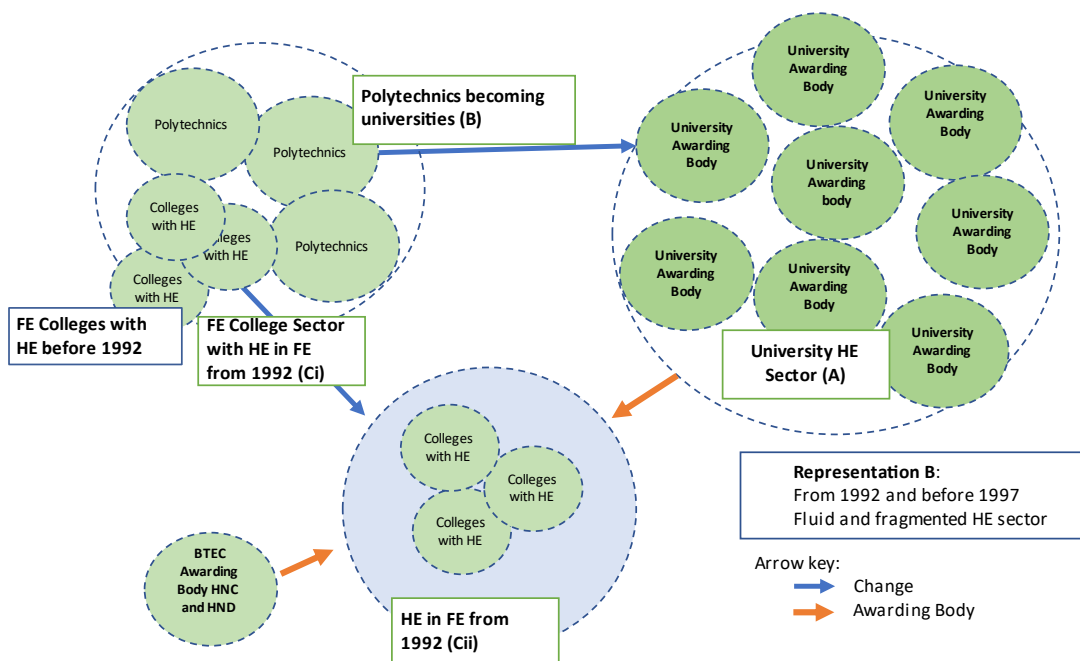 Polytechnics
Polytechnics
Colleges
with HE
Colleges
with HE
Polytechnics
Colleges
with HE
FE Colleges with
HE before 1992
Polytechnics becoming
universities (B)
FE College Sector
with HE in FE
from 1992 (Ci)
University
Awarding
Body
University
Awarding
Body
University
Awarding
Body
University
Awarding
body
University
Awarding
Body
University
Awarding
Body
University
Awarding
Body
University
Awarding
Body
University HE
Sector (A)
Colleges
with HE
Colleges
with HE
Colleges
with HE
BTEC
Awarding
Body HNC
and HND
HE in FE from
1992 (Cii)
Representation B:
From 1992 and before 1997
Fluid and fragmented HE sector
Arrow key:
Change
Awarding Body